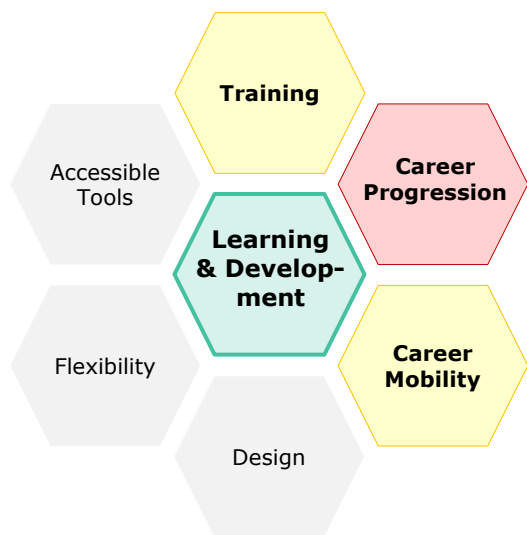 Training
Accessible
Tools
Career
Progression
Learning
& Develop-
ment
Flexibility
Career
Mobility
Design